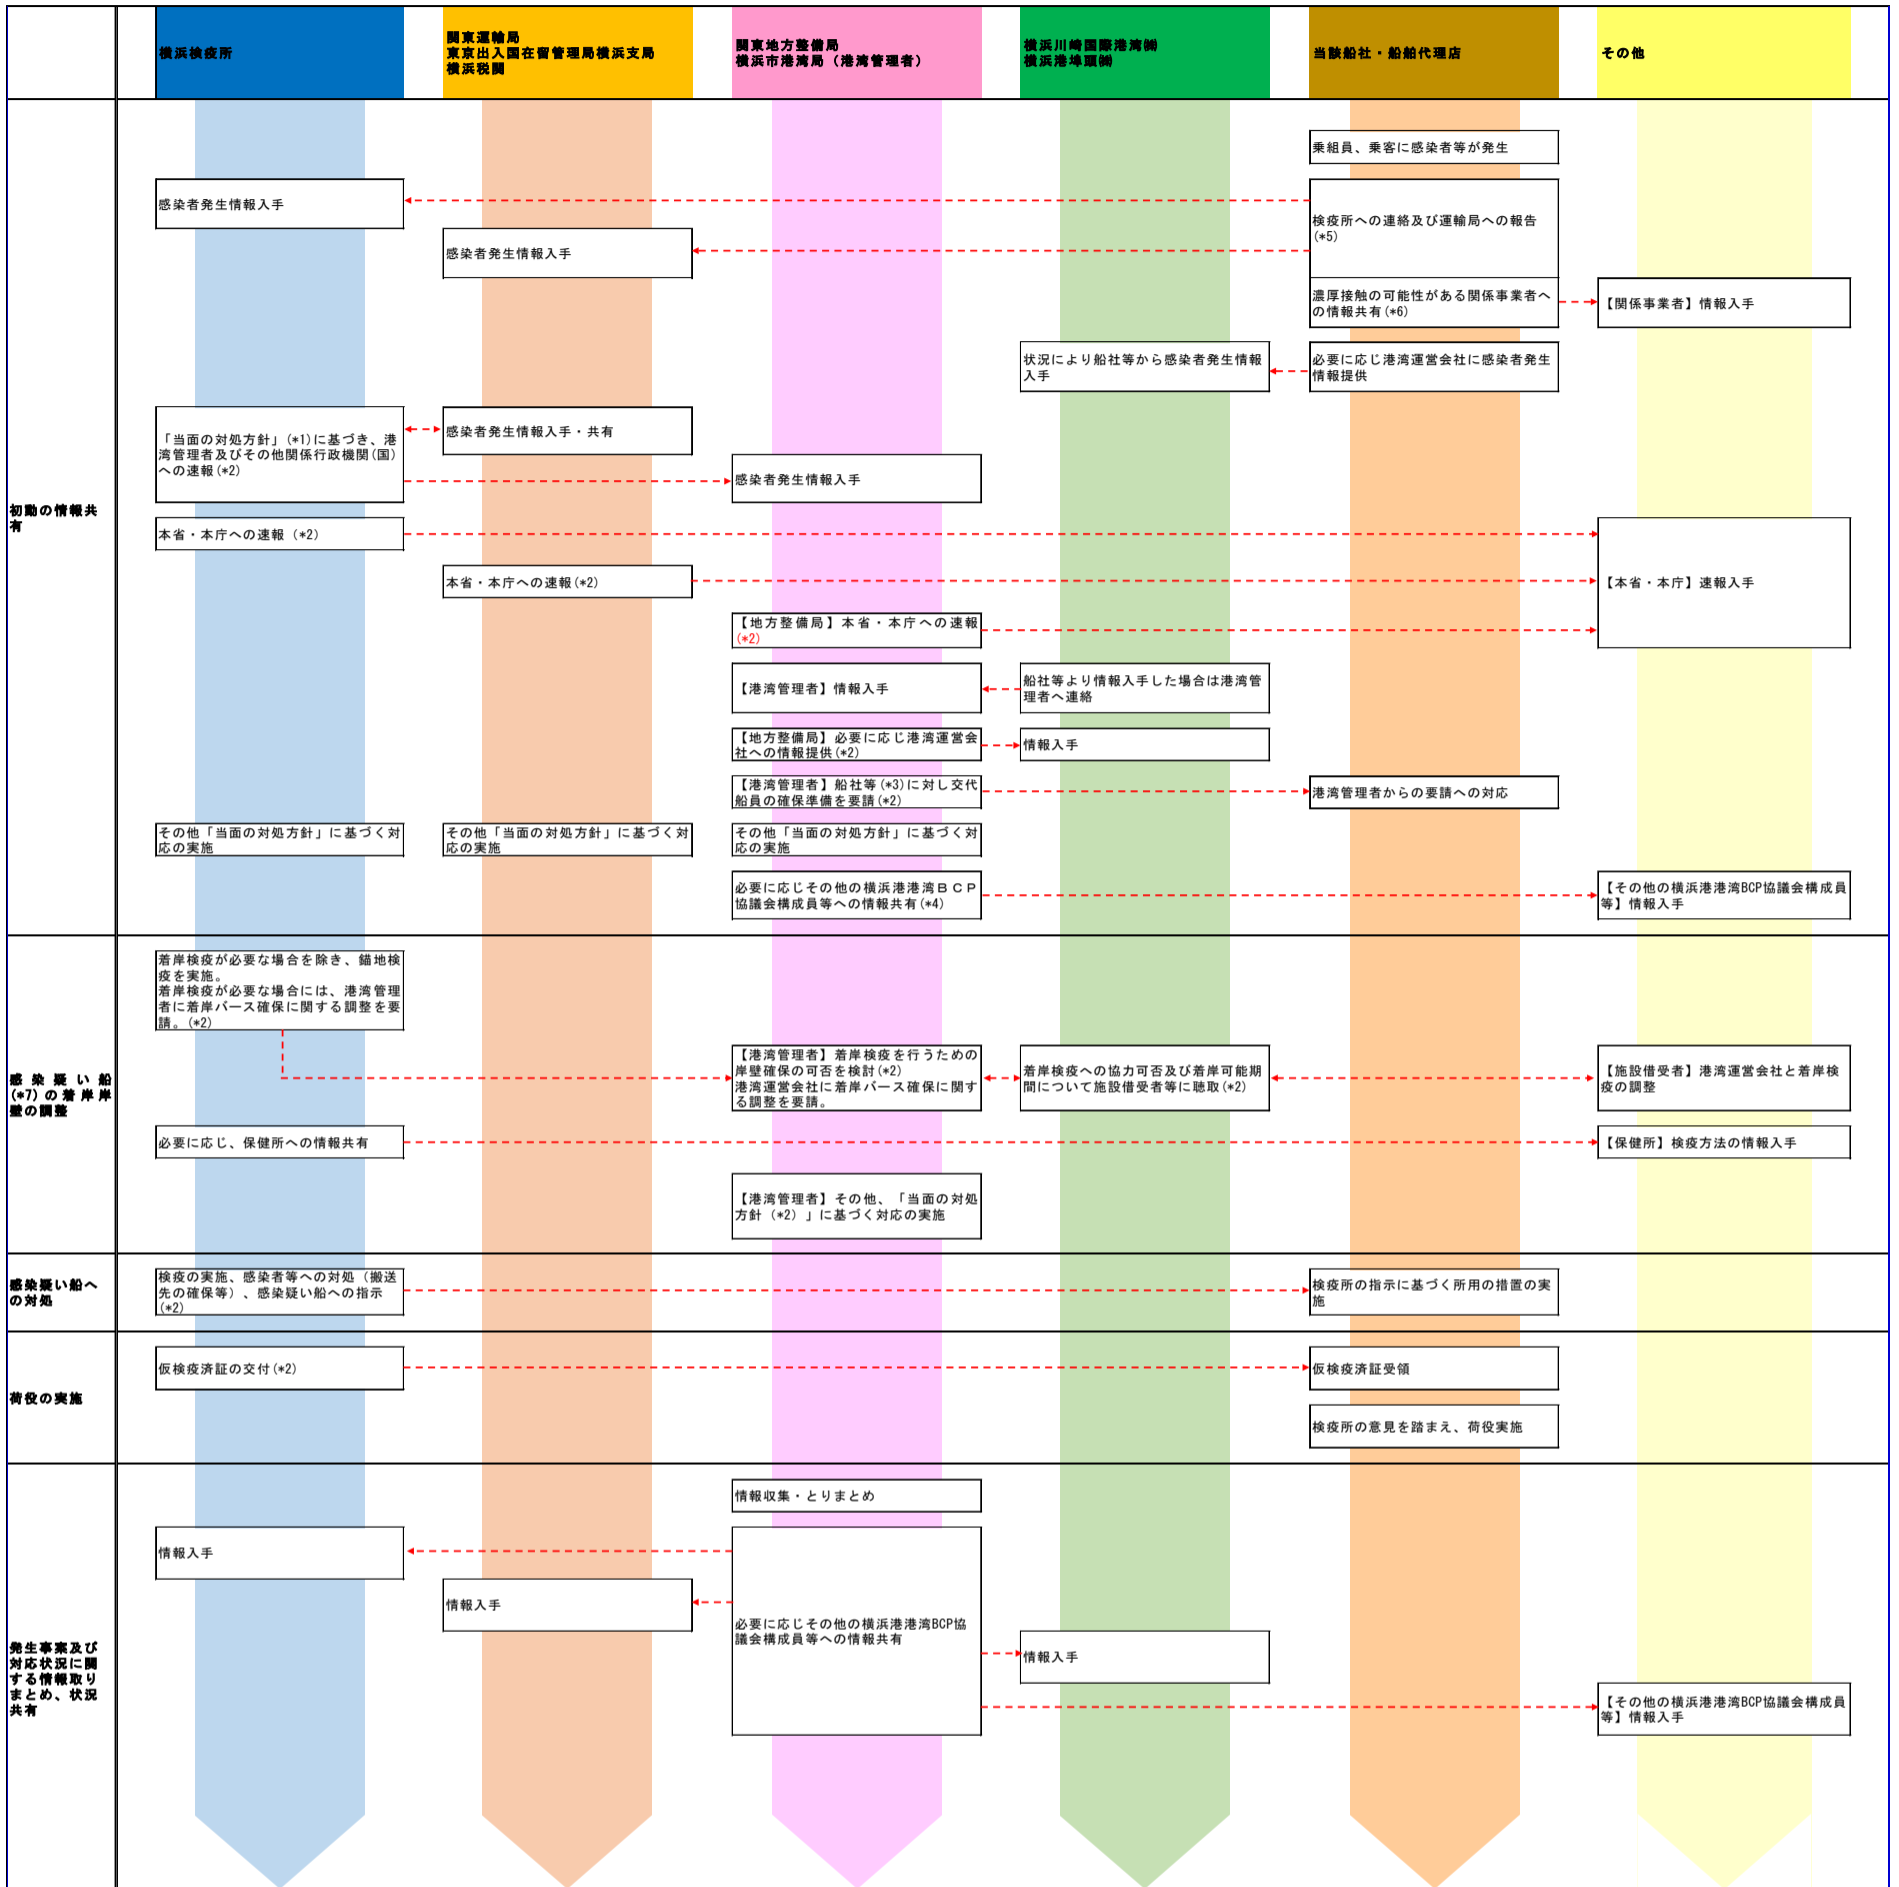 横浜検疫所
関東運輸局
東京出入国在留管理局横浜支局
横浜税関
関東地方整備局
横浜市港湾局（港湾管理者）
横浜川崎国際港湾㈱
横浜港埠頭㈱
当該船社・船舶代理店
その他
初動の情報共
有
乗組員、乗客に感染者等が発生
感染者発生情報入手
検疫所への連絡及び運輸局への報告
(*5)
感染者発生情報入手
濃厚接触の可能性がある関係事業者へ
の情報共有(*6)
【関係事業者】情報入手
状況により船社等から感染者発生情報
入手
必要に応じ港湾運営会社に感染者発生
情報提供
「当面の対処方針」(*1)に基づき、港
湾管理者及びその他関係行政機関(国)
への速報(*2)
感染者発生情報入手・共有
感染者発生情報入手
本省・本庁への速報（*2）
本省・本庁への速報(*2)
【本省・本庁】速報入手
【地方整備局】本省・本庁への速報
(*2)
【港湾管理者】情報入手
船社等より情報入手した場合は港湾管
理者へ連絡
【地方整備局】必要に応じ港湾運営会
社への情報提供(*2)
情報入手
【港湾管理者】船社等(*3)に対し交代
船員の確保準備を要請(*2)
港湾管理者からの要請への対応
その他「当面の対処方針」に基づく対
応の実施
その他「当面の対処方針」に基づく対
応の実施
その他「当面の対処方針」に基づく対
応の実施
必要に応じその他の横浜港港湾ＢＣＰ
協議会構成員等への情報共有(*4)
【その他の横浜港港湾BCP協議会構成員
等】情報入手
感染疑い船
(*7)の着岸岸
壁の調整
着岸検疫が必要な場合を除き、錨地検
疫を実施。
着岸検疫が必要な場合には、港湾管理
者に着岸バース確保に関する調整を要
請。(*2)
【港湾管理者】着岸検疫を行うための
岸壁確保の可否を検討(*2)
港湾運営会社に着岸バース確保に関す
る調整を要請。
着岸検疫への協力可否及び着岸可能期
間について施設借受者等に聴取(*2)
【施設借受者】港湾運営会社と着岸検
疫の調整
必要に応じ、保健所への情報共有
【保健所】検疫方法の情報入手
【港湾管理者】その他、「当面の対処
方針（*2）」に基づく対応の実施
感染疑い船へ
の対処
検疫の実施、感染者等への対処（搬送
先の確保等）、感染疑い船への指示
(*2)
検疫所の指示に基づく所用の措置の実
施
荷役の実施
仮検疫済証の交付(*2)
仮検疫済証受領
検疫所の意見を踏まえ、荷役実施
発生事案及び
対応状況に関
する情報取り
まとめ、状況
共有
情報収集・とりまとめ
情報入手
情報入手
必要に応じその他の横浜港港湾BCP協
議会構成員等への情報共有
情報入手
【その他の横浜港港湾BCP協議会構成員
等】情報入手